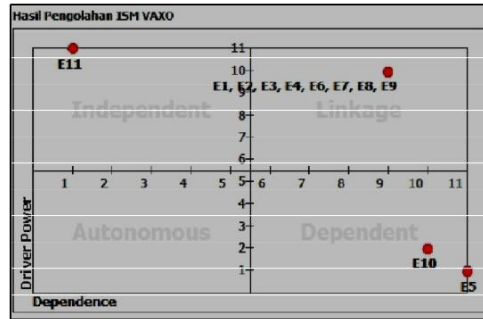 Hasil Pengolahan ISM VAXO
11
E11
10
E1, E2, E3, E4, E6, E7, E8, E9
9
Independent
Linkage
8
7
6
1 2 3 4 5 6 7 8 9 10 11
5
4
Autonomous
Dependent
3
2
E10
1
E5
Driver Power
Dependence